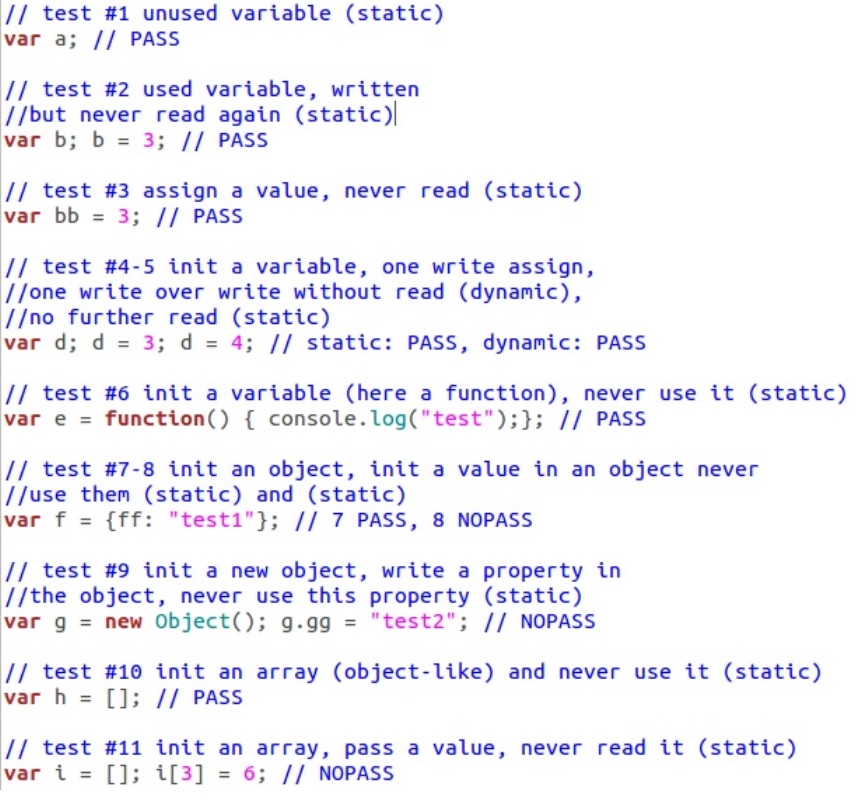 // test #1 unused variable (static)
var a; // PASS
// test #2 used variable, written
//but never read again (static)
var b; b = 3; // PASS
// test #3 assign a value, never read (static)
var bb = 3; // PASS
// test #4-5 init a variable, one write assign,
//one write over write without read (dynamic),
//no further read (static)
var d; d = 3; d = 4; // static: PASS, dynamic: PASS
// test #6 init a variable (here a function), never use it (static)
var e = function() { console.log("test");}; // PASS
// test #7-8 init an object, init a value in an object never
//use them (static) and (static)
var f = {ff: "test1"}; // 7 PASS, 8 NOPASS
// test #9 init a new object, write a property in
//the object, never use this property (static)
var g = new Object(); g.gg = "test2"; // NOPASS
// test #10 init an array (object-like) and never use it (static)
var h = []; // PASS
// test #11 init an array, pass a value, never read it (static)
var i = []; i[3] = 6; // NOPASS